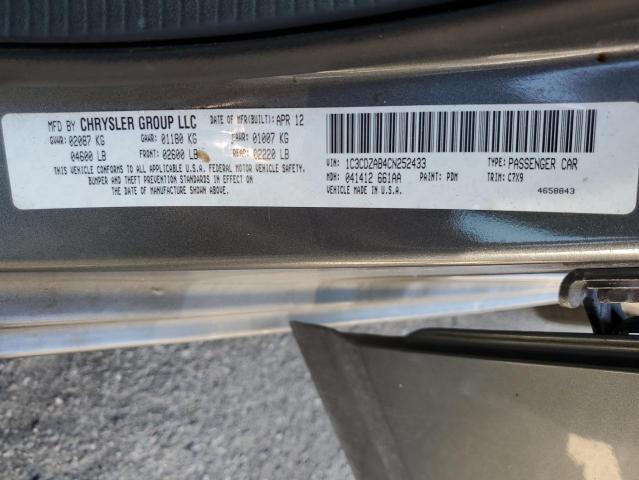 MFD BY CHRYSLER GROUP LLC DATE OF MFR(BUILT): APR 12
GVWR: 02087 KG GAWR: 01180 KG GAWR: 01007 KG
04600 LB FRONT: 02600 LB REAR: 02220 LB
THIS VEHICLE CONFORMS TO ALL APPLICABLE U.S.A. FEDERAL MOTOR VEHICLE SAFETY,
BUMPER AND THEFT PREVENTION STANDARDS IN EFFECT ON
THE DATE OF MANUFACTURE SHOWN ABOVE
VIN: 1C3CDZAB4CN252433 TYPE: PASSENGER CAR
MDH: 041412 661AA PAINT: PDM TRIM: C7X9
VEHICLE MADE IN U.S.A. 4658843